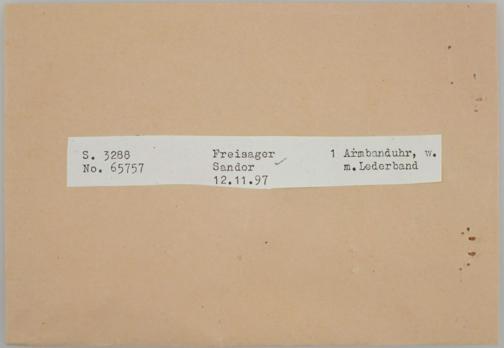 S. 3288 Freisager 1 Armbanduhr, w.
No. 65757 Sandor m.Lederband
12.11.97